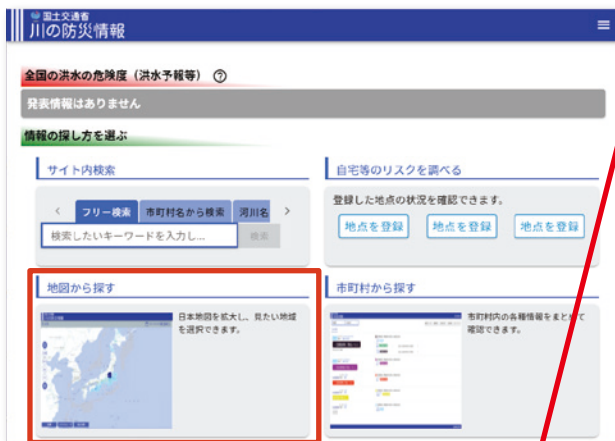 国土交通省
川の防災情報
全国の洪水の危険度（洪水予報等） ?
発表情報はありません
情報の探し方を選ぶ
サイト内検索
フリー検索 市町村名から検索 河川名
検索したいキーワードを入力し... 検索
自宅等のリスクを調べる
登録した地点の状況を確認できます。
地点を登録 地点を登録 地点を登録
地図から探す
日本地図を拡大し、見たい地域
を選択できます。
市町村から探す
市町村内の各種情報をまとめて
確認できます。